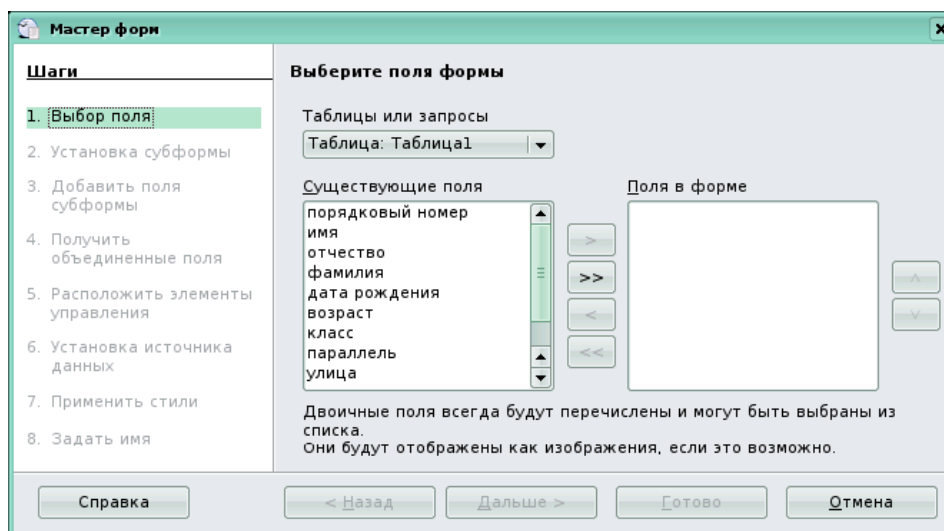 Мастер форм
Шаги
1. Выбор поля
2. Установка субформы
3. Добавить поля
субформы
4. Получить
объединенные поля
5. Расположить элементы
управления
6. Установка источника
данных
7. Применить стили
8. Задать имя
Выберите поля формы
Таблицы или запросы
Таблица: Таблица1
Существующие поля
порядковый номер
имя
отчество
фамилия
дата рождения
возраст
класс
параллель
улица
>
>>
<
<<
Поля в форме
Двоичные поля всегда будут перечислены и могут быть выбраны из
списка.
Они будут отображены как изображения, если это возможно.
Справка
< Назад
Дальше >
Готово
Отмена